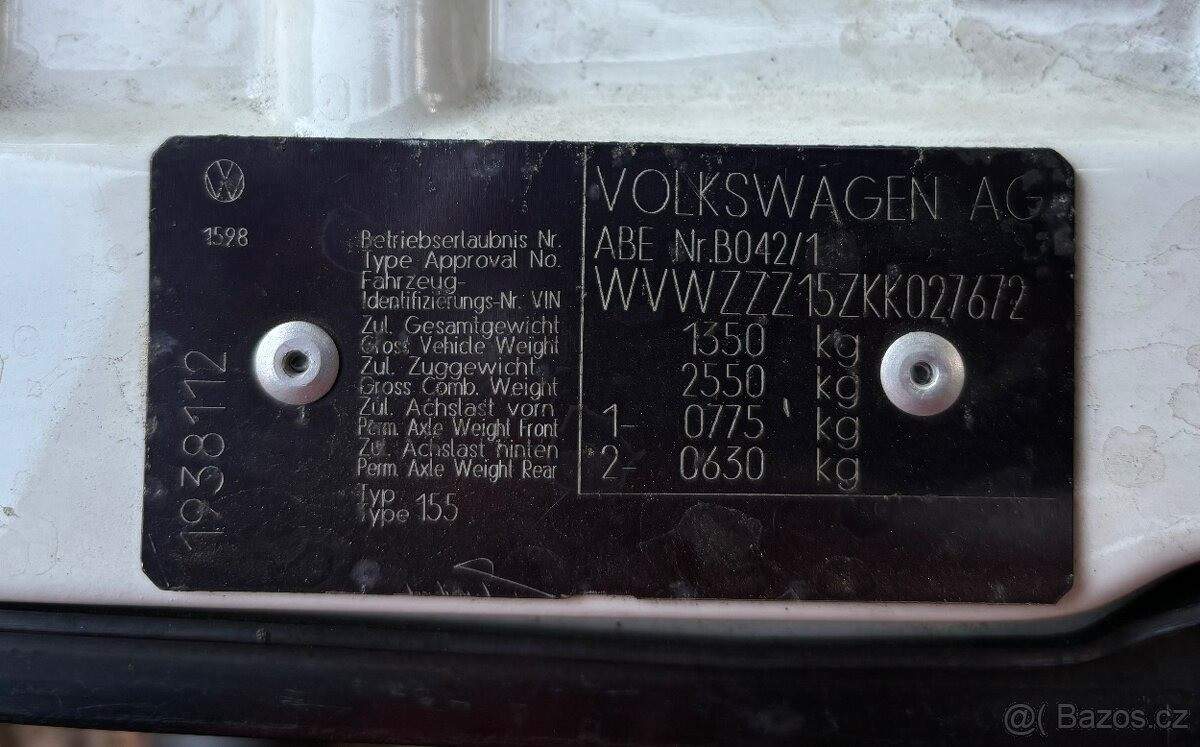 VOLKSWAGEN AG
1598
Betriebserlaubnis Nr.
Type Approval No.
ABE Nr.B042/1
Fahrzeug-
Identifizierungs-Nr. VIN
WVWZZZ15ZKK027672
Zul. Gesamtgewicht
Gross Vehicle Weight
1350 kg
Zul. Zuggewicht
Gross Comb. Weight
2550 kg
Zul. Achslast vorn
Perm. Axle Weight Front
1- 0775 kg
Zul. Achslast hinten
Perm. Axle Weight Rear
2- 0630 kg
Typ
Type 155
1938112
@( Bazos.cz